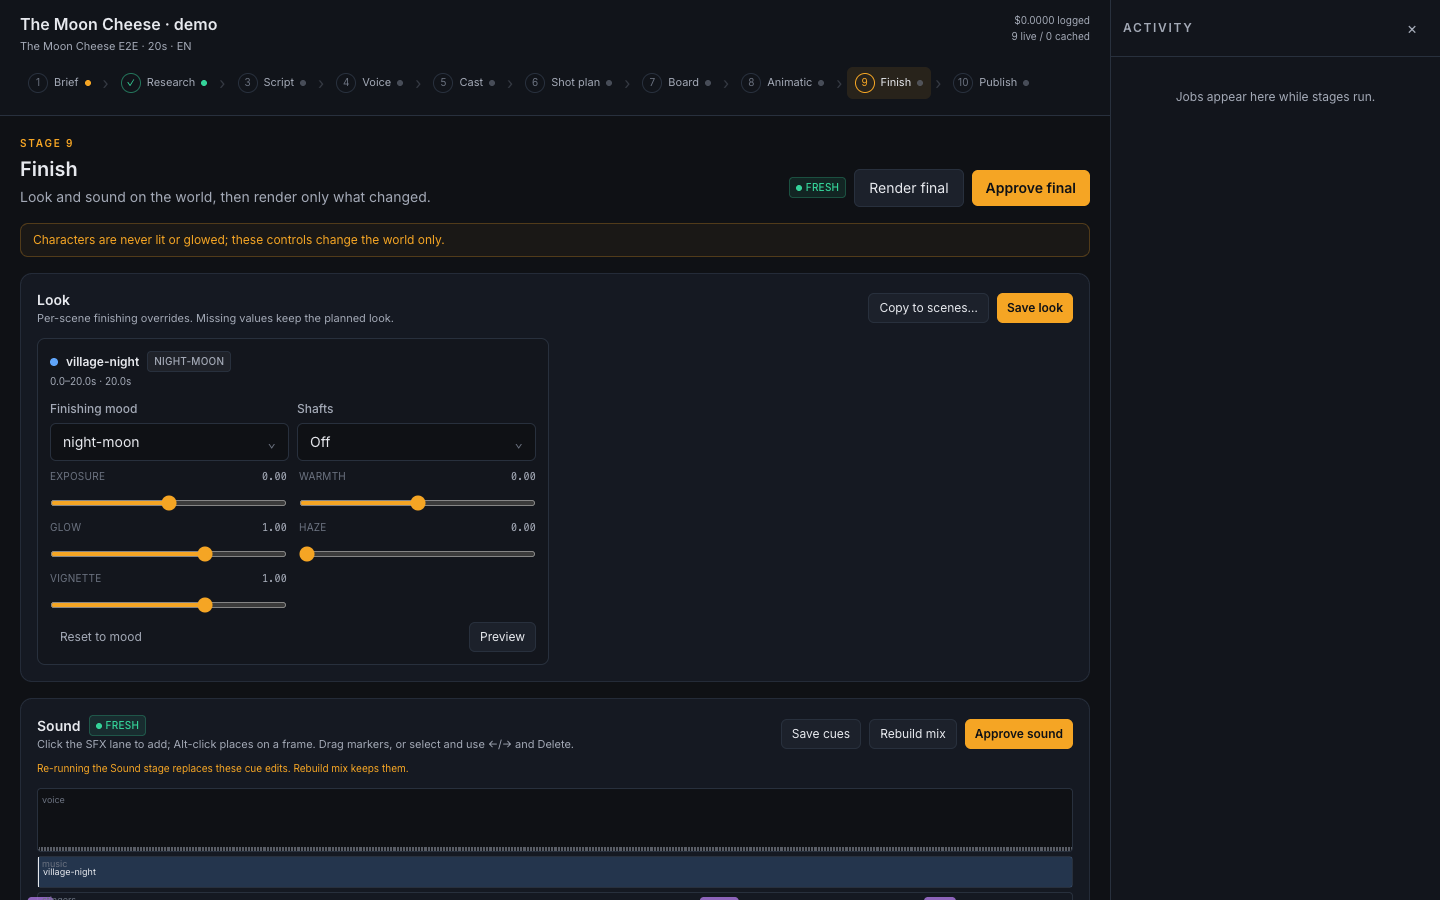 The Moon Cheese · demo
The Moon Cheese E2E · 20s · EN
$0.0000 logged
9 live / 0 cached
1 Brief
Research
3 Script
4 Voice
5 Cast
6 Shot plan
7 Board
8 Animatic
9 Finish
10 Publish
ACTIVITY
Jobs appear here while stages run.
STAGE 9
Finish
Look and sound on the world, then render only what changed.
FRESH
Render final
Approve final
Characters are never lit or glowed; these controls change the world only.
Look
Per-scene finishing overrides. Missing values keep the planned look.
Copy to scenes...
Save look
village-night NIGHT-MOON
0.0–20.0s · 20.0s
Finishing mood
Shafts
night-moon
Off
EXPOSURE 0.00
WARMTH 0.00
GLOW 1.00
HAZE 0.00
VIGNETTE 1.00
Reset to mood
Preview
Sound FRESH
Click the SFX lane to add; Alt-click places on a frame. Drag markers, or select and use ←/→ and Delete.
Save cues
Rebuild mix
Approve sound
Re-running the Sound stage replaces these cue edits. Rebuild mix keeps them.
voice
music
village-night